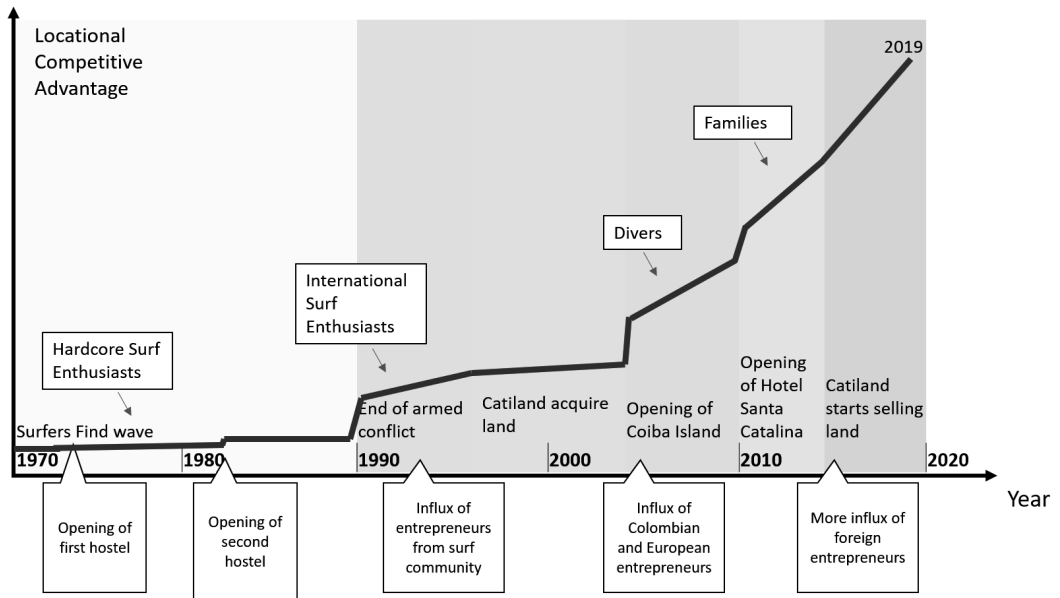 Locational
Competitive
Advantage
2019
Families
Divers
International
Surf
Enthusiasts
Hardcore Surf
Enthusiasts
Surfers Find wave
End of armed
conflict
Catiland acquire
land
Opening of
Coiba Island
Opening
of Hotel
Santa
Catalina
Catiland
starts selling
land
1970
1980
1990
2000
2010
2020
Year
Opening of
first hostel
Opening of
second
hostel
Influx of
entrepreneurs
from surf
community
Influx of
Colombian
and European
entrepreneurs
More influx of
foreign
entrepreneurs